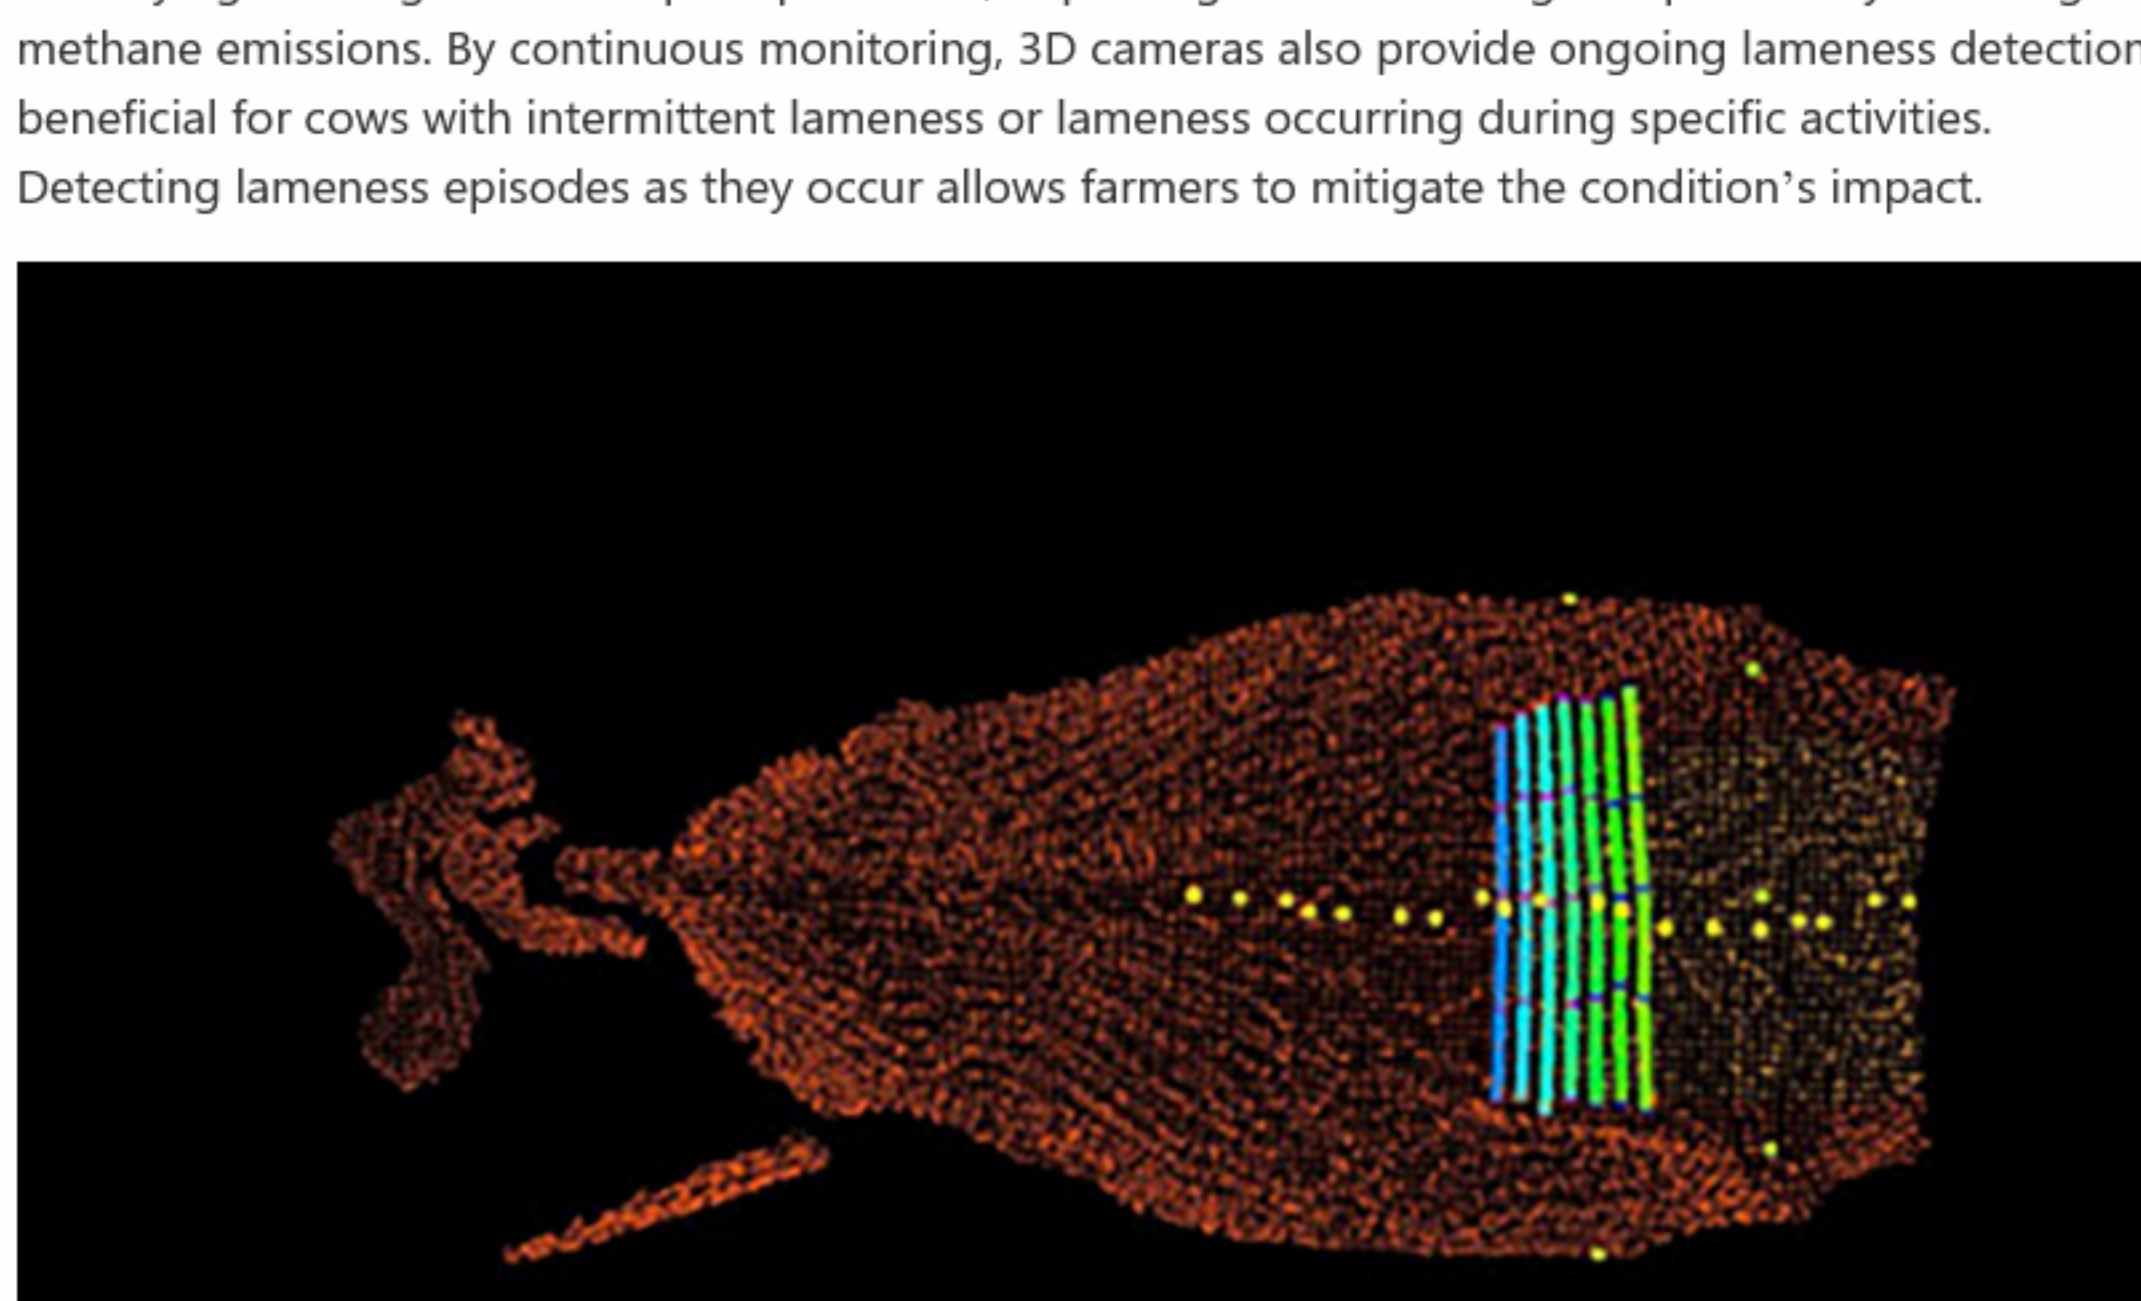 methane emissions. By continuous monitoring, 3D cameras also provide ongoing lameness detection
beneficial for cows with intermittent lameness or lameness occurring during specific activities.
Detecting lameness episodes as they occur allows farmers to mitigate the condition’s impact.